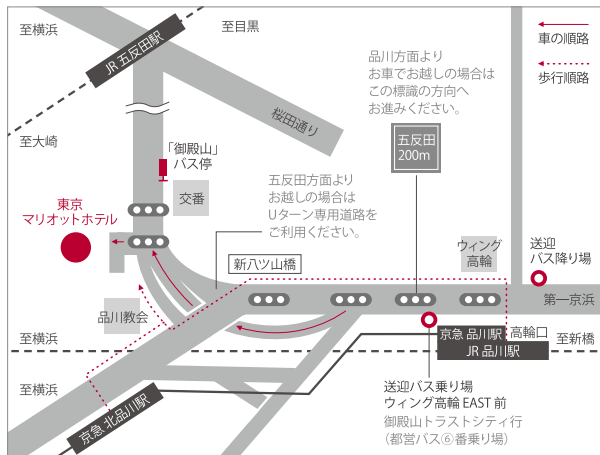 至横浜
至目黒
JR 五反田駅
車の順路
歩行順路
品川方面より
お車でお越しの場合は
この標識の方向へ
お進みください。
桜田通り
五反田
200m
至大崎
「御殿山」
バス停
交番
五反田方面より
お越しの場合は
Uターン専用道路を
ご利用ください。
東京
マリオットホテル
新八ツ山橋
ウィング
高輪
送迎
バス降り場
第一京浜
品川教会
京急 品川駅
高輪口
JR 品川駅
至横浜
至新橋
至横浜
京急 北品川駅
送迎バス乗り場
ウィング高輪 EAST 前
御殿山トラストシティ行
（都営バス⑥番乗り場）